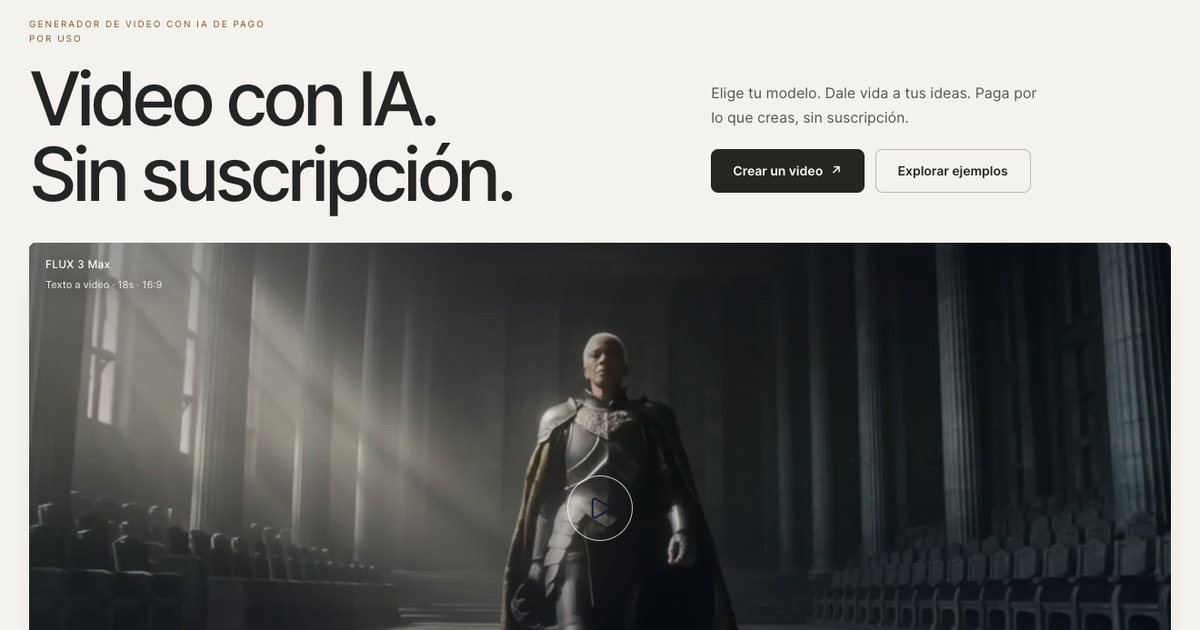 GENERADOR DE VIDEO CON IA DE PAGO
POR USO
Video con IA.
Sin suscripción.
Elige tu modelo. Dale vida a tus ideas. Paga por
lo que creas, sin suscripción.
Crear un video ↗
Explorar ejemplos
FLUX 3 Max
Texto a video · 18s · 16:9